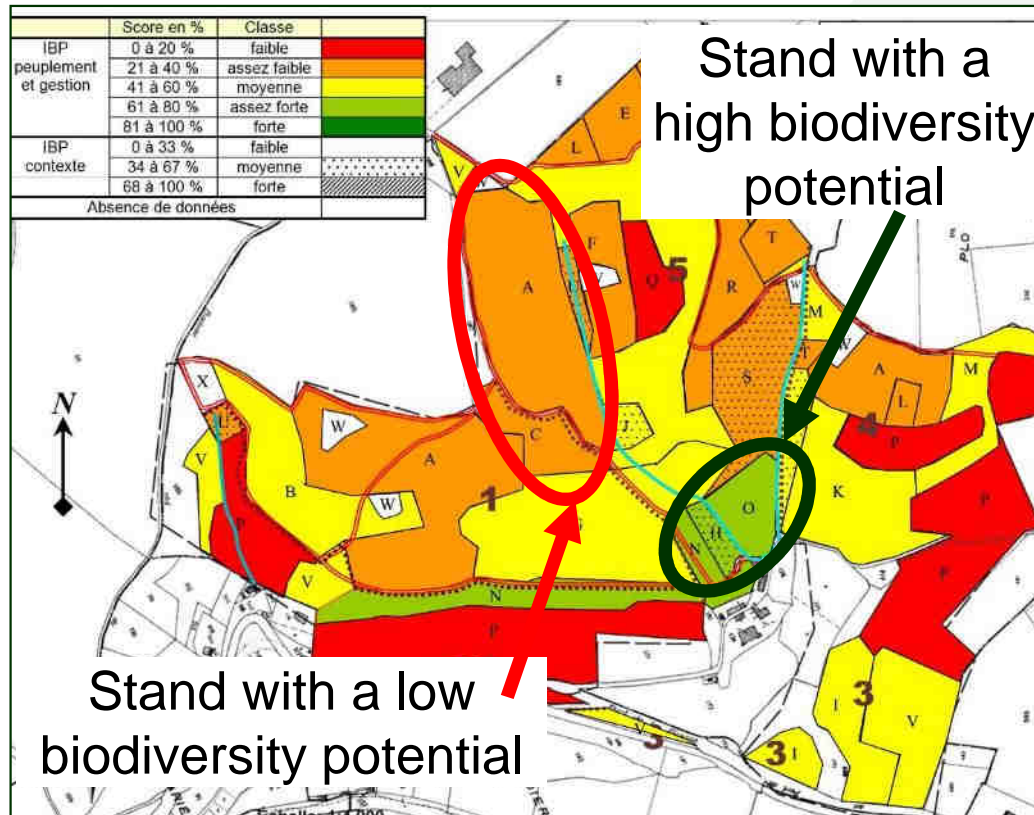 Score en % Classe
IBP peuplement et gestion
0 à 20 % faible
21 à 40 % assez faible
41 à 60 % moyenne
61 à 80 % assez forte
81 à 100 % forte
IBP contexte
0 à 33 % faible
34 à 67 % moyenne
68 à 100 % forte
Absence de données
Stand with a
high biodiversity
potential
E
L
V
V
A
F
V
Q
5
T
R
W
M
S
T
W
A
L
M
N
X
W
C
J
4
P
V
B
A
W
1
K
O
H
N
P
P
P
V
N
P
Stand with a low
biodiversity potential
I
3
V
V
3
3
I
PLO